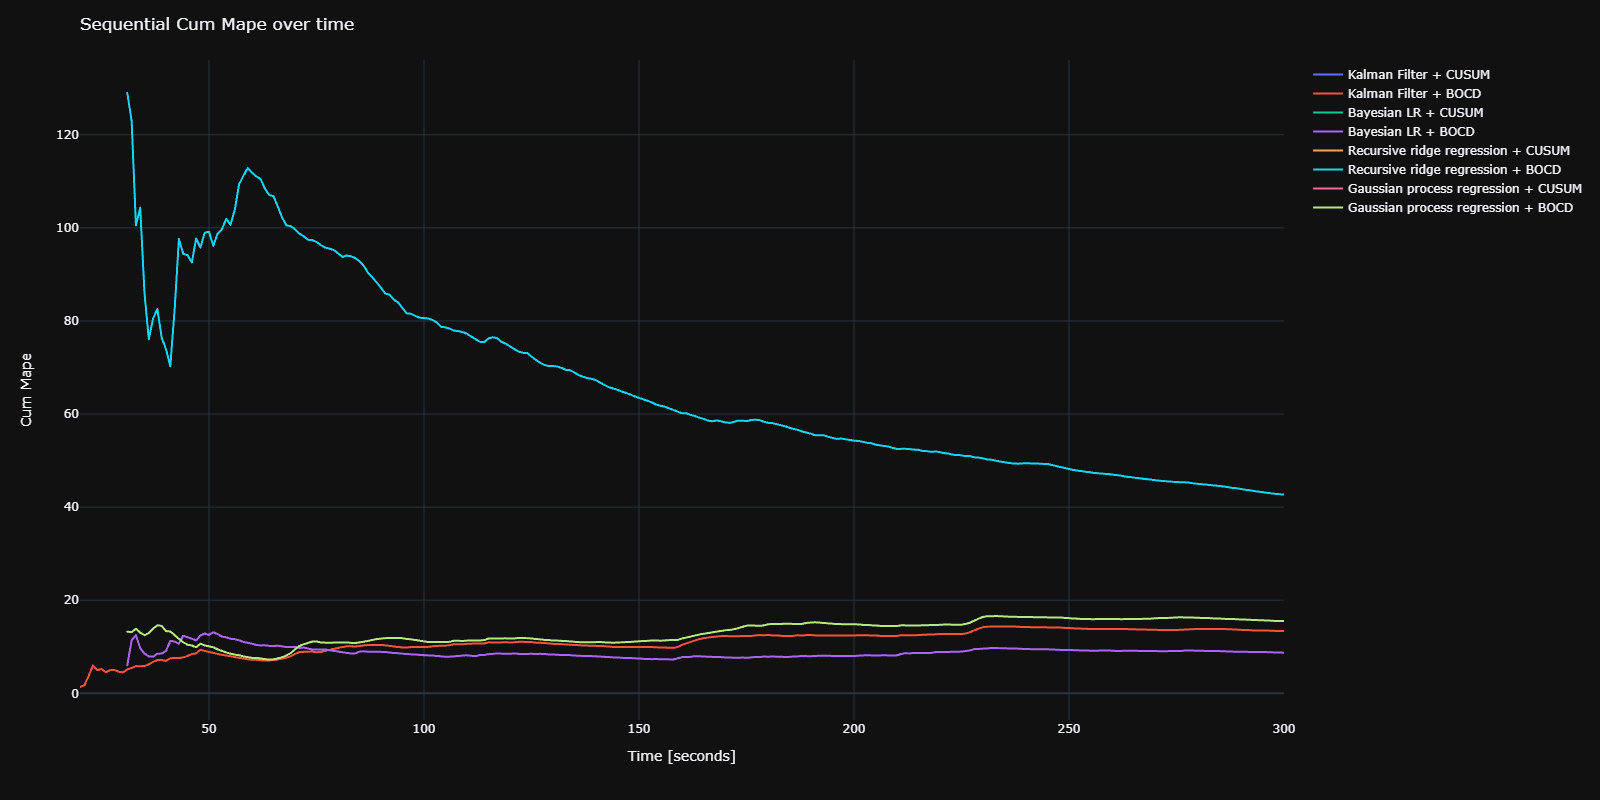 Sequential Cum Mape over time
Kalman Filter + CUSUM
Kalman Filter + BOCD
Bayesian LR + CUSUM
Bayesian LR + BOCD
Recursive ridge regression + CUSUM
Recursive ridge regression + BOCD
Gaussian process regression + CUSUM
Gaussian process regression + BOCD
Cum Mape
120
100
80
60
40
20
0
50 100 150 200 250 300
Time [seconds]